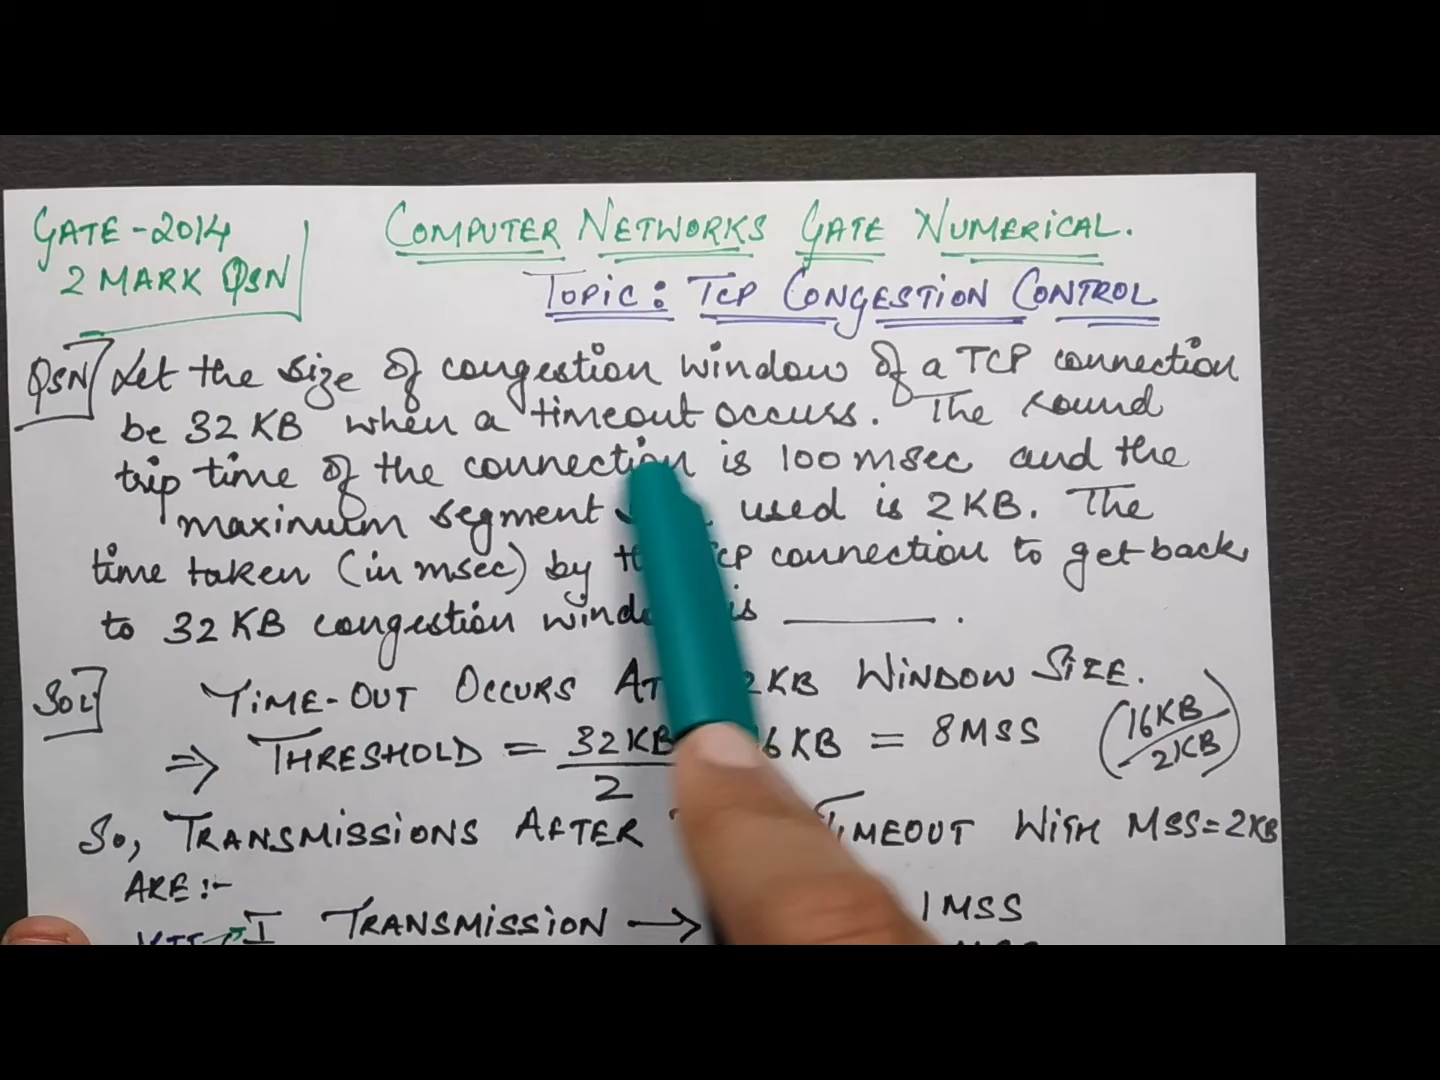 GATE-2014
2 MARK QSN
COMPUTER NETWORKS GATE NUMERICAL.
TOPIC: TCP CONGESTION CONTROL
QSN Let the size of congestion window of a TCP connection
be 32 KB when a timeout occurs. The round
trip time of the connection is 100 msec and the
maximum segment used is 2KB. The
time taken (in msec) by TCP connection to get back
to 32 KB congestion window is ______.
SOL TIME-OUT OCCURS WINDOW SIZE.
⇒ THRESHOLD = 32KB/2 6KB = 8MSS (16KB/2KB)
So, TRANSMISSIONS AFTER TIMEOUT WITH MSS=2KB
ARE:-
I TRANSMISSION → 1MSS